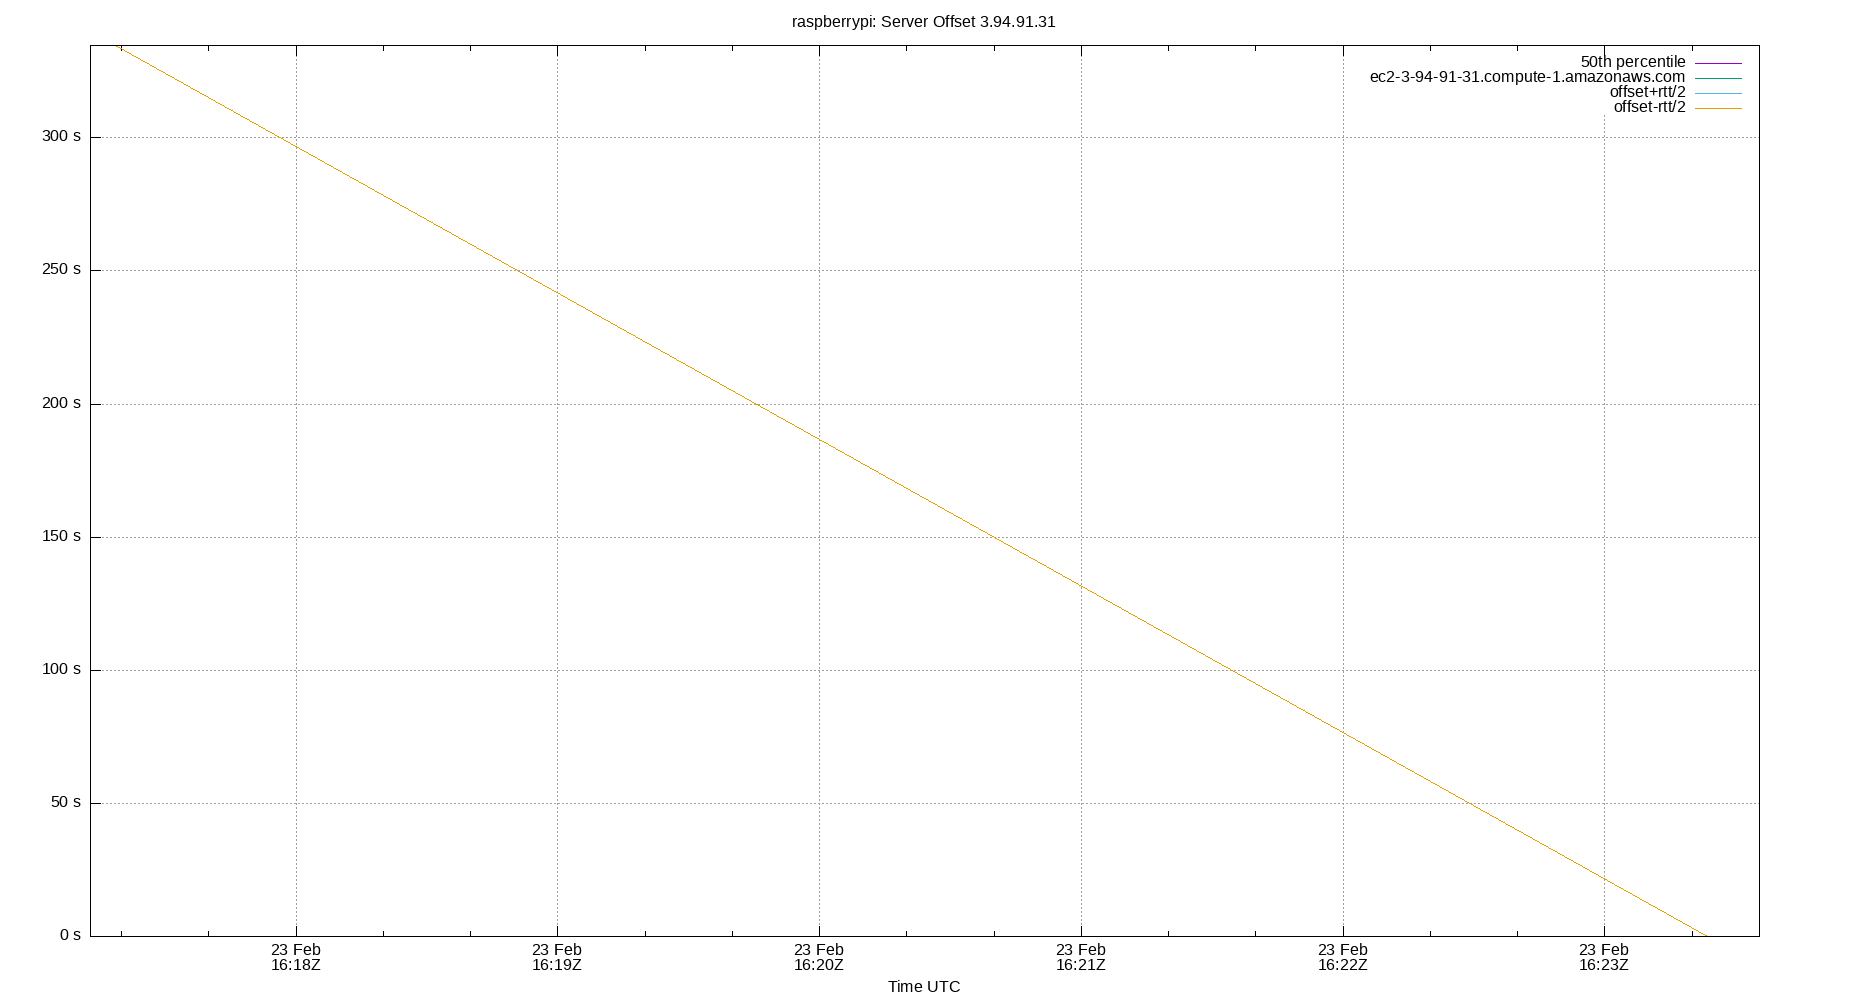 raspberrypi: Server Offset 3.94.91.31
50th percentile
ec2-3-94-91-31.compute-1.amazonaws.com
offset+rtt/2
offset-rtt/2
300 s
250 s
200 s
150 s
100 s
50 s
0 s
23 Feb 23 Feb 23 Feb 23 Feb 23 Feb 23 Feb
16:18Z 16:19Z 16:20Z 16:21Z 16:22Z 16:23Z
Time UTC